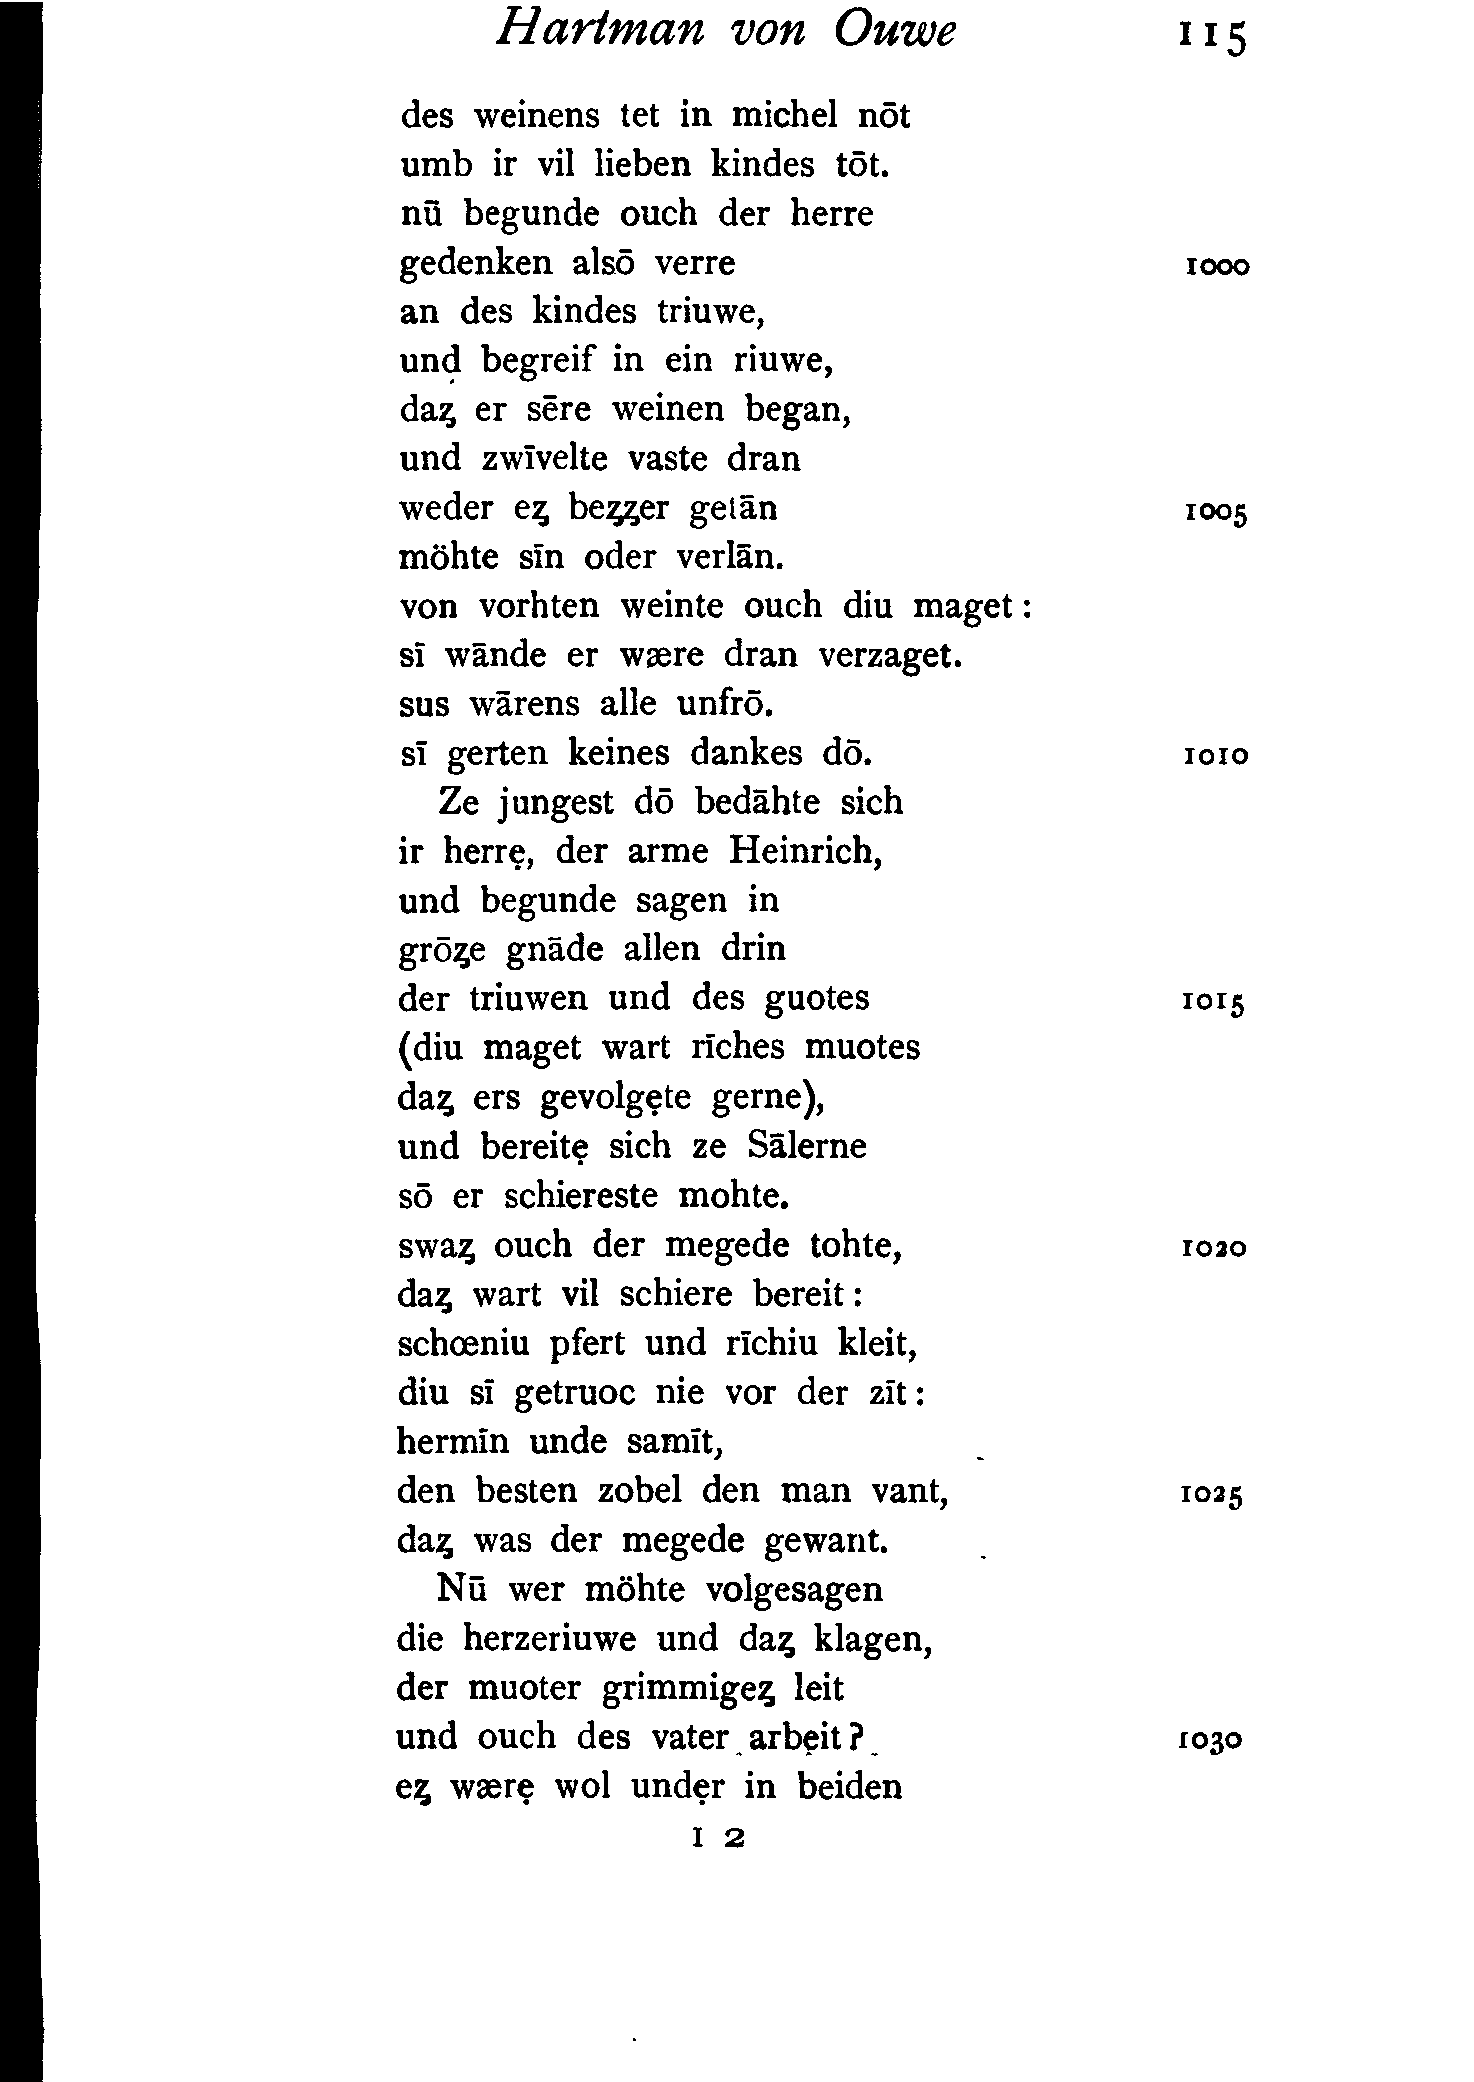 Hartman von Ouwe 115
des weinens tet in michel nōt
umb ir vil lieben kindes tōt.
nū begunde ouch der herre
gedenken alsō verre 1000
an des kindes triuwe,
und begreif in ein riuwe,
daȥ er sēre weinen began,
und zwīvelte vaste dran
weder eȥ beȥȥer getān 1005
möhte sīn oder verlān.
von vorhten weinte ouch diu maget:
sī wānde er wære dran verzaget.
sus wārens alle unfrō.
sī gerten keines dankes dō. 1010
Ze jungest dō bedāhte sich
ir herrẹ, der arme Heinrich,
und begunde sagen in
grōȥe gnāde allen drin
der triuwen und des guotes 1015
(diu maget wart rīches muotes
daȥ ers gevolgẹte gerne),
und bereitẹ sich ze Sālerne
sō er schiereste mohte.
swaȥ ouch der megede tohte, 1020
daȥ wart vil schiere bereit:
schœniu pfert und rīchiu kleit,
diu sī getruoc nie vor der zīt:
hermīn unde samīt,
den besten zobel den man vant, 1025
daȥ was der megede gewant.
Nū wer möhte volgesagen
die herzeriuwe und daȥ klagen,
der muoter grimmigeȥ leit
und ouch des vater arbẹit? 1030
eȥ wærẹ wol undẹr in beiden
I 2